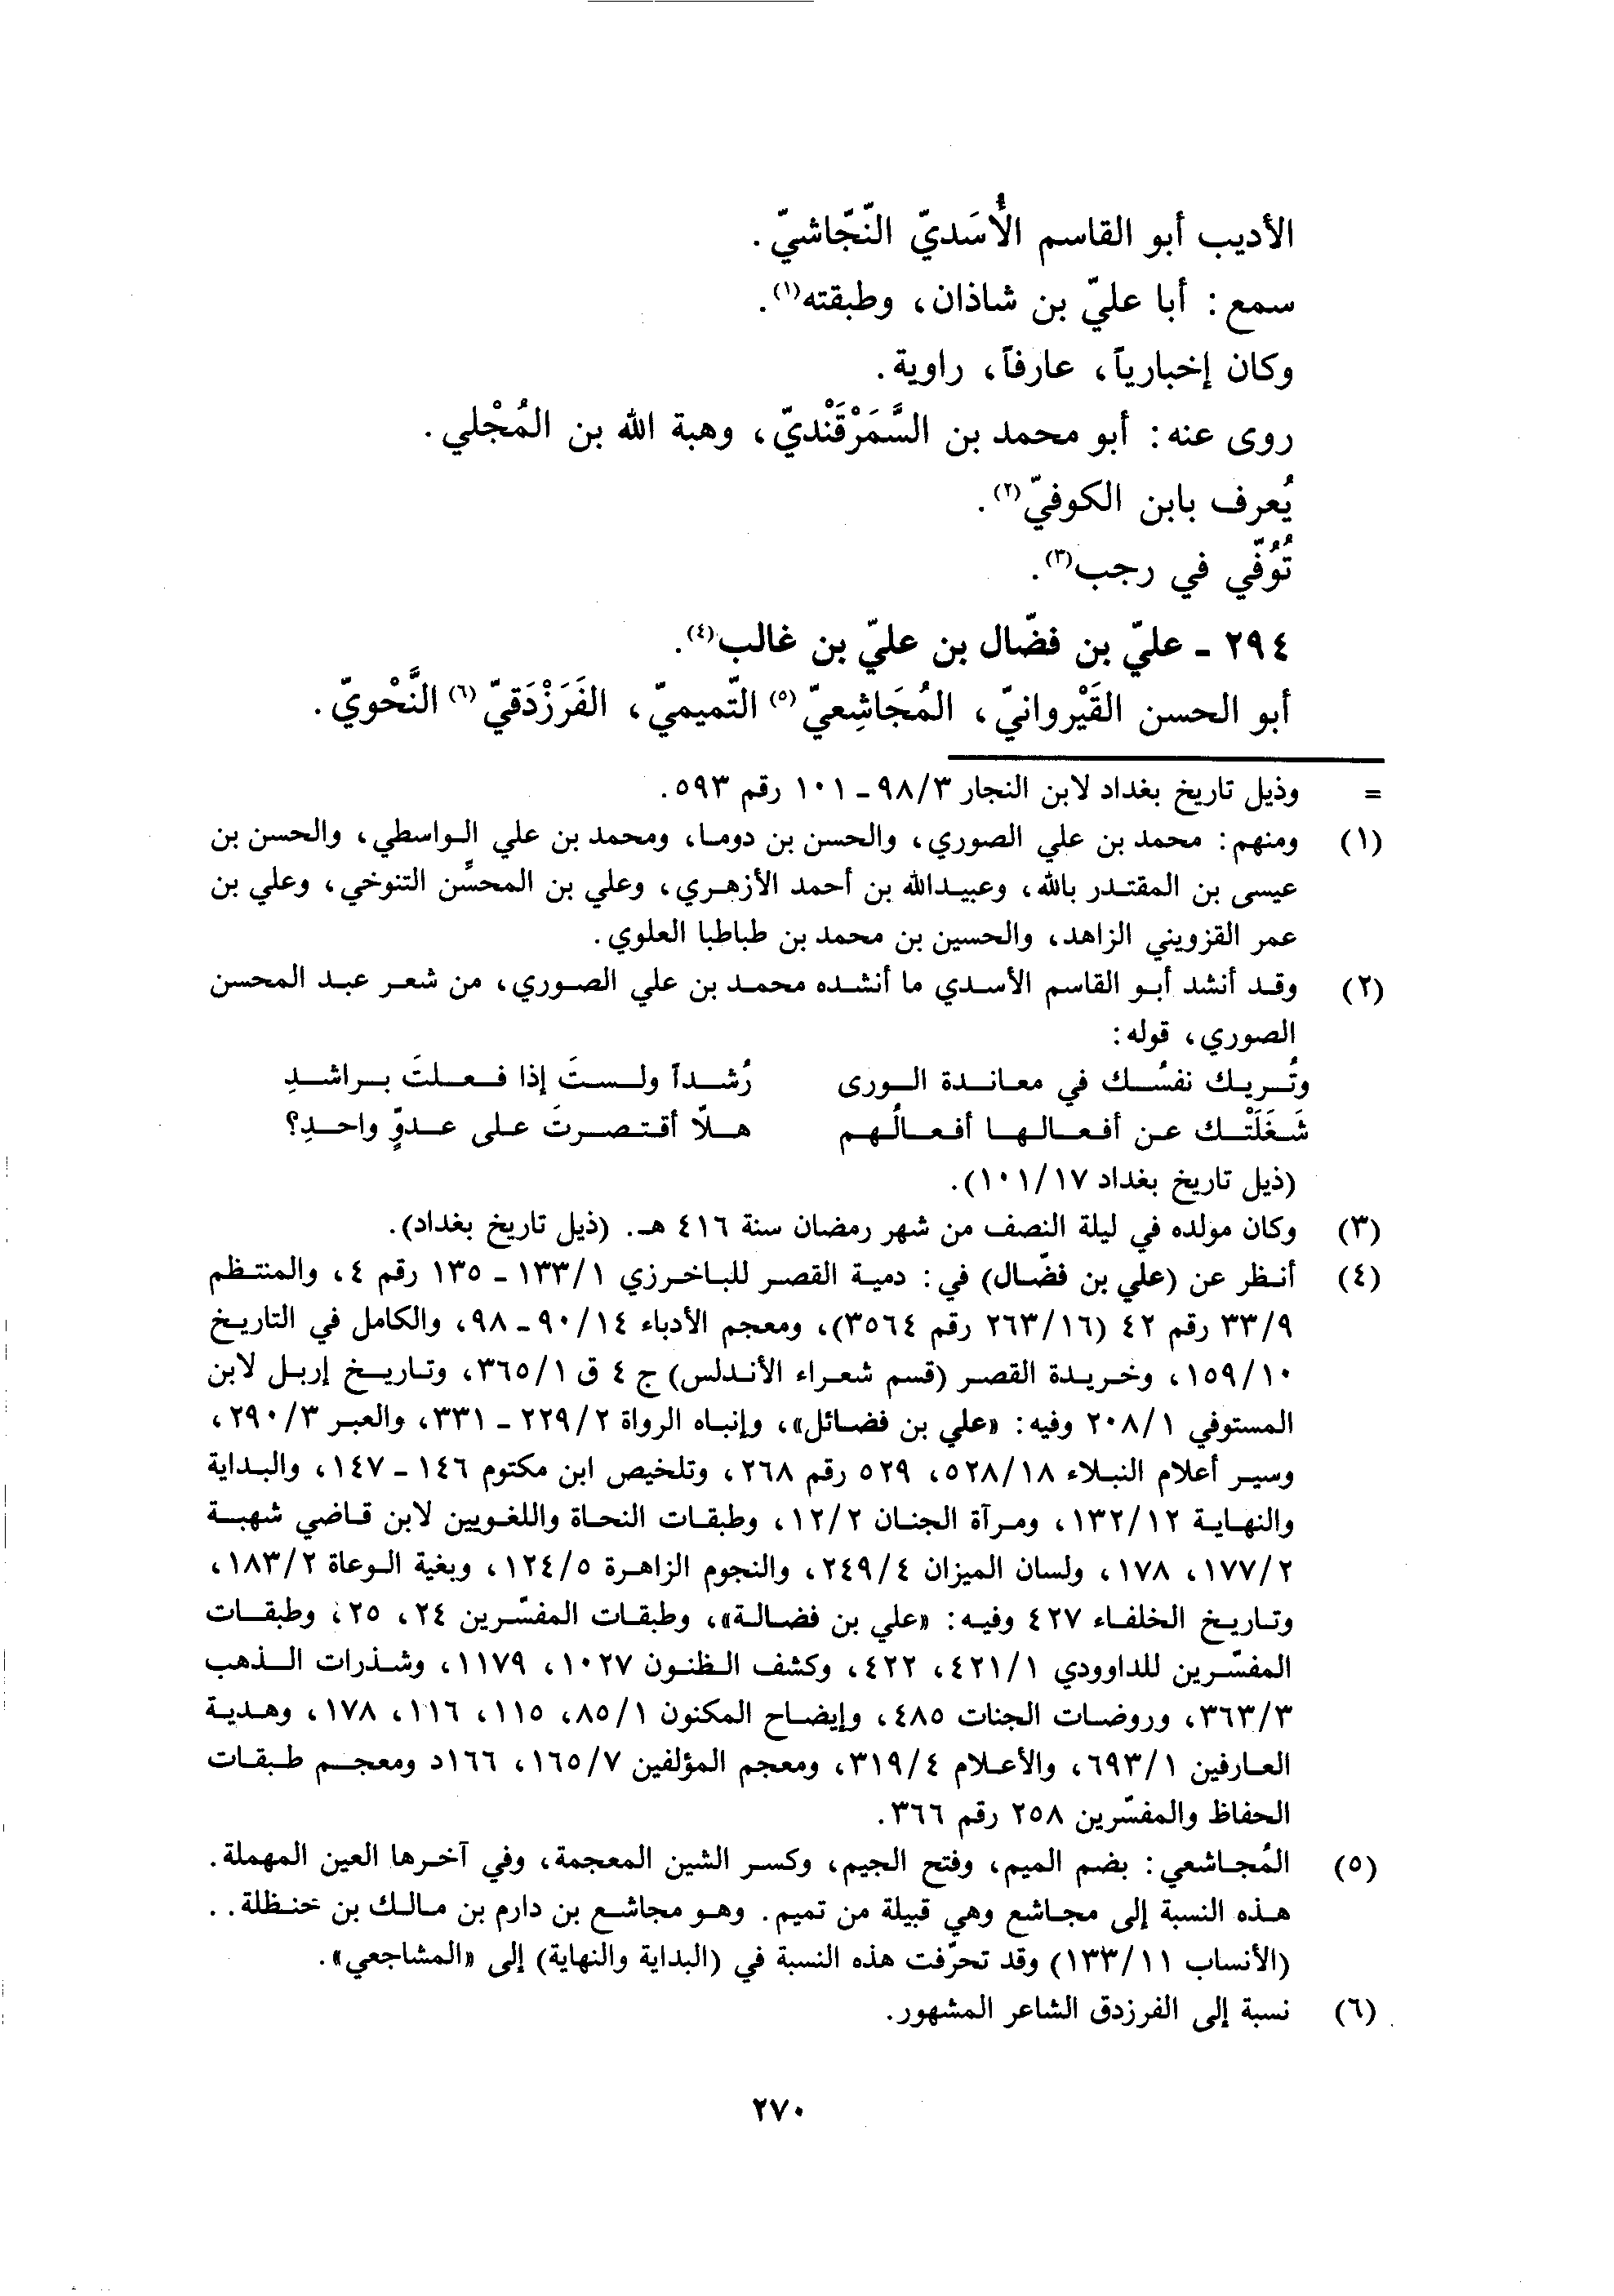 الأديب أبو القاسم الأُسَديّ النّجّاشيّ.
سمع: أبا عليّ بن شاذان، وطبقته(١).
وكان إخبارياً، عارفاً، راوية.
روى عنه: أبو محمد بن السَّمَرْقَنْديّ، وهبة الله بن المُجْلي.
يُعرف بابن الكوفيّ(٢).
تُوُفّي في رجب(٣).
٢٩٤ ـ عليّ بن فضّال بن عليّ بن غالب(٤).
أبو الحسن القَيْروانيّ، المُجَاشِعيّ(٥) التّميميّ، الفَرَزْدَقيّ(٦) النَّحْويّ.
= وذيل تاريخ بغداد لابن النجار ٩٨/٣ ـ ١٠١ رقم ٥٩٣.
(١) ومنهم: محمد بن علي الصوري، والحسن بن دوما، ومحمد بن علي الواسطي، والحسن بن
عيسى بن المقتدر بالله، وعبيدالله بن أحمد الأزهري، وعلي بن المحسّن التنوخي، وعلي بن
عمر القزويني الزاهد، والحسين بن محمد بن طباطبا العلوي.
(٢) وقد أنشد أبو القاسم الأسدي ما أنشده محمد بن علي الصوري، من شعر عبد المحسن
الصوري، قوله:
وتُريك نفسُك في معاندة الورى رُشداً ولستَ إذا فعلتَ براشدِ
شَغَلَتْك عن أفعالها أفعالُهم هلّا أقتصرتَ على عدوٍّ واحدِ؟
(ذيل تاريخ بغداد ١٠١/١٧).
(٣) وكان مولده في ليلة النصف من شهر رمضان سنة ٤١٦ هـ. (ذيل تاريخ بغداد).
(٤) أنظر عن (علي بن فضّال) في: دمية القصر للباخرزي ١٣٣/١ ـ ١٣٥ رقم ٤، والمنتظم
٣٣/٩ رقم ٤٢ (٢٦٣/١٦ رقم ٣٥٦٤)، ومعجم الأدباء ٩٠/١٤ ـ ٩٨، والكامل في التاريخ
١٥٩/١٠، وخريدة القصر (قسم شعراء الأندلس) ج ٤ ق ٣٦٥/١، وتاريخ إربل لابن
المستوفي ٢٠٨/١ وفيه: «علي بن فضائل»، وإنباه الرواة ٢٢٩/٢ ـ ٣٣١، والعبر ٢٩٠/٣،
وسير أعلام النبلاء ٥٢٨/١٨، ٥٢٩ رقم ٢٦٨، وتلخيص ابن مكتوم ١٤٦ ـ ١٤٧، والبداية
والنهاية ١٣٢/١٢، ومرآة الجنان ١٢/٢، وطبقات النحاة واللغويين لابن قاضي شهبة
١٧٧/٢، ١٧٨، ولسان الميزان ٢٤٩/٤، والنجوم الزاهرة ١٢٤/٥، وبغية الوعاة ١٨٣/٢،
وتاريخ الخلفاء ٤٢٧ وفيه: «علي بن فضالة»، وطبقات المفسّرين ٢٤، ٢٥، وطبقات
المفسّرين للداوودي ٤٢١/١، ٤٢٢، وكشف الظنون ١٠٢٧، ١١٧٩، وشذرات الذهب
٣٦٣/٣، وروضات الجنات ٤٨٥، وإيضاح المكنون ٨٥/١، ١١٥، ١١٦، ١٧٨، وهدية
العارفين ٦٩٣/١، والأعلام ٣١٩/٤، ومعجم المؤلفين ١٦٥/٧، ١٦٦د ومعجم طبقات
الحفاظ والمفسّرين ٢٥٨ رقم ٣٦٦.
(٥) المُجاشعي: بضم الميم، وفتح الجيم، وكسر الشين المعجمة، وفي آخرها العين المهملة.
هذه النسبة إلى مجاشع وهي قبيلة من تميم. وهو مجاشع بن دارم بن مالك بن حنظلة..
(الأنساب ١٣٣/١١) وقد تحرّفت هذه النسبة في (البداية والنهاية) إلى «المشاجعي».
(٦) نسبة إلى الفرزدق الشاعر المشهور.
٢٧٠